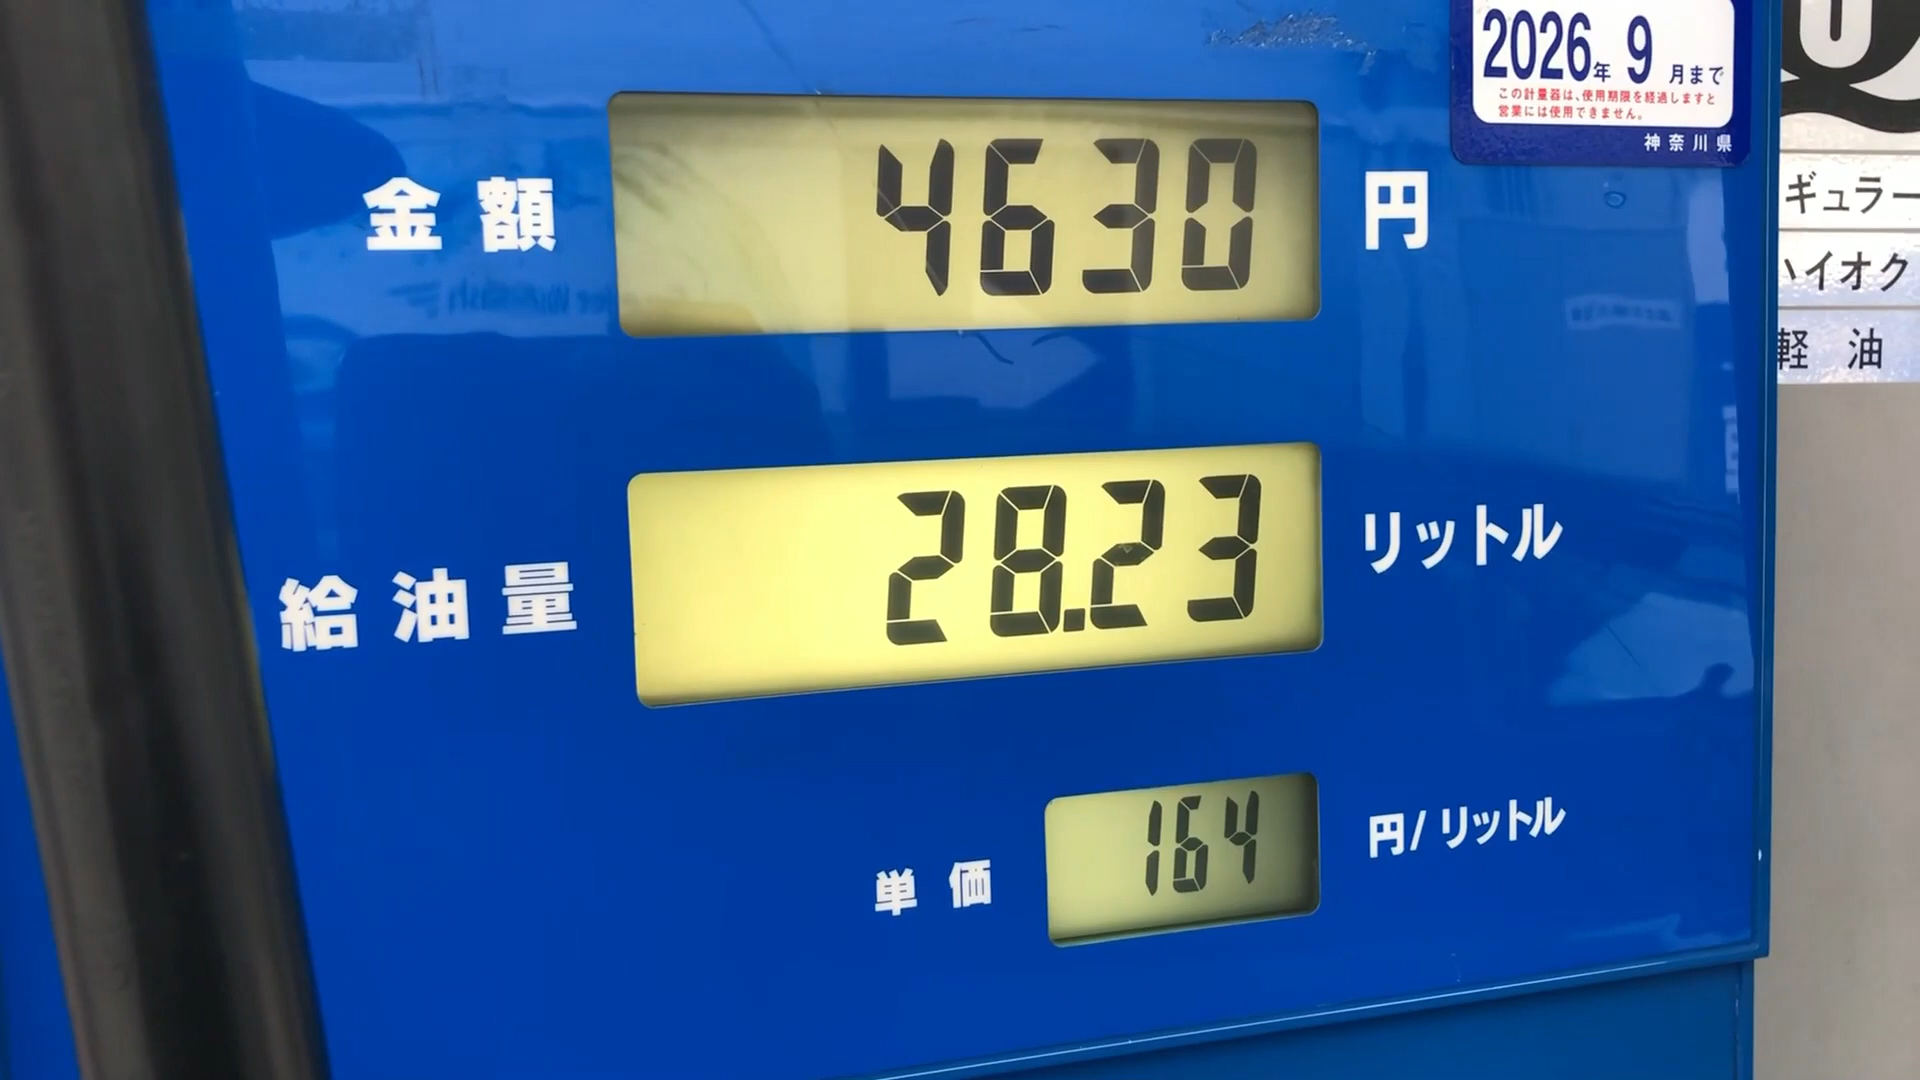 2026年 9月まで
この計量器は、使用期限を経過しますと
営業には使用できません。
神奈川県
金額 4630 円
給油量 28.23 リットル
単価 164 円/リットル
ギュラー
ハイオク
軽油